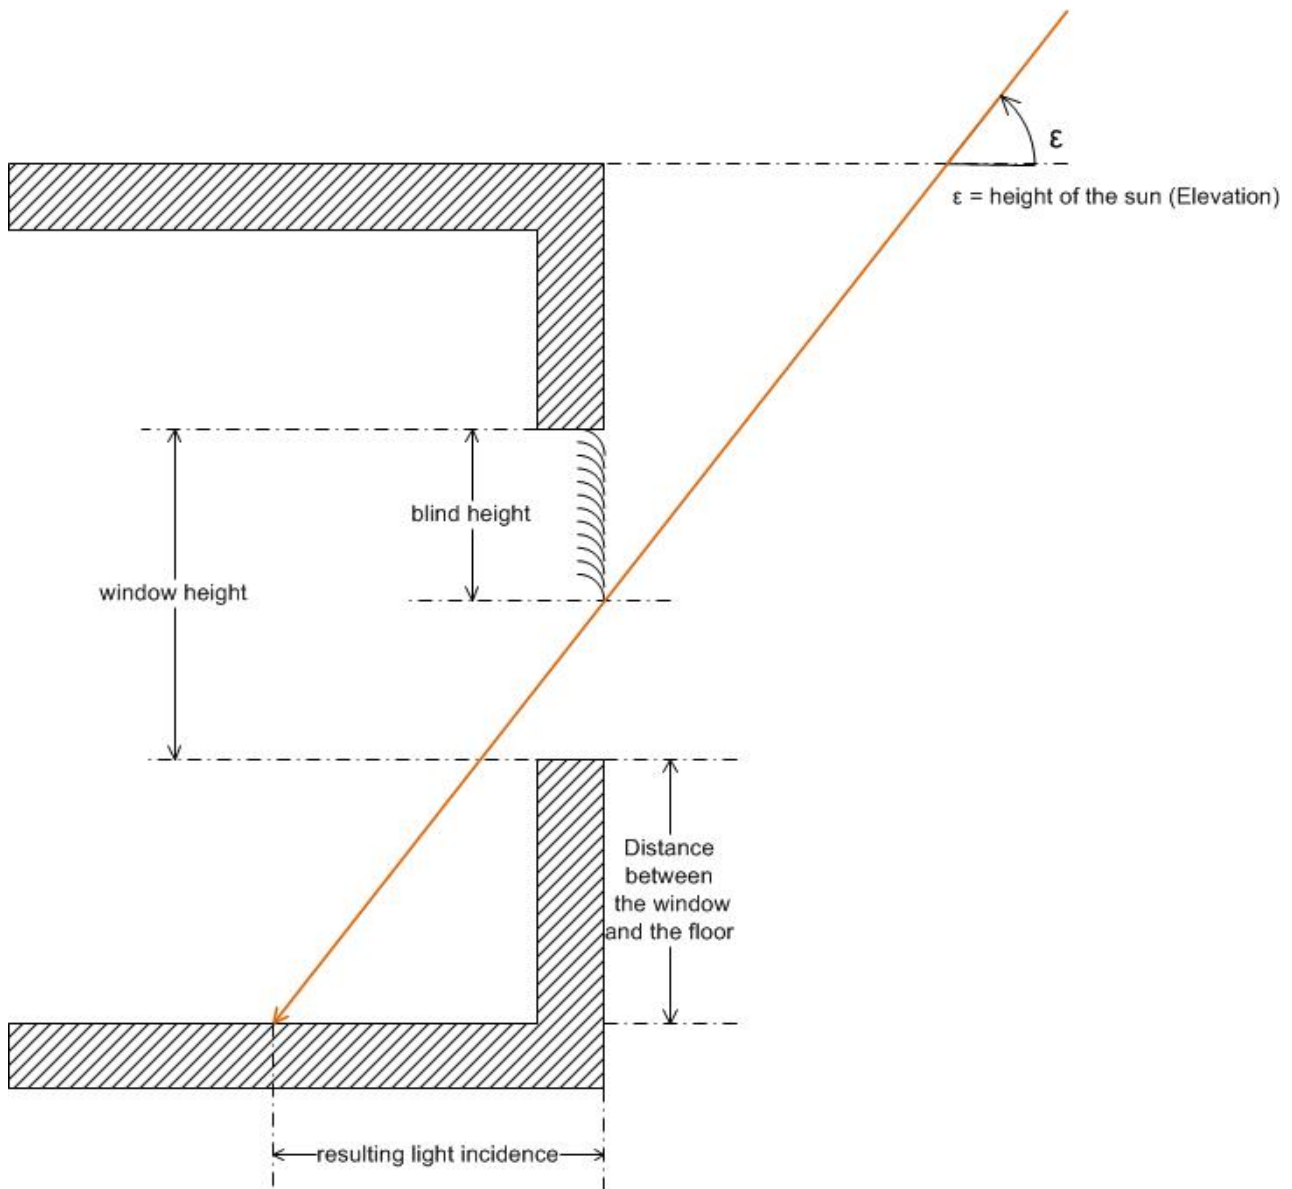 ε
ε = height of the sun (Elevation)
blind height
window height
Distance
between
the window
and the floor
resulting light incidence